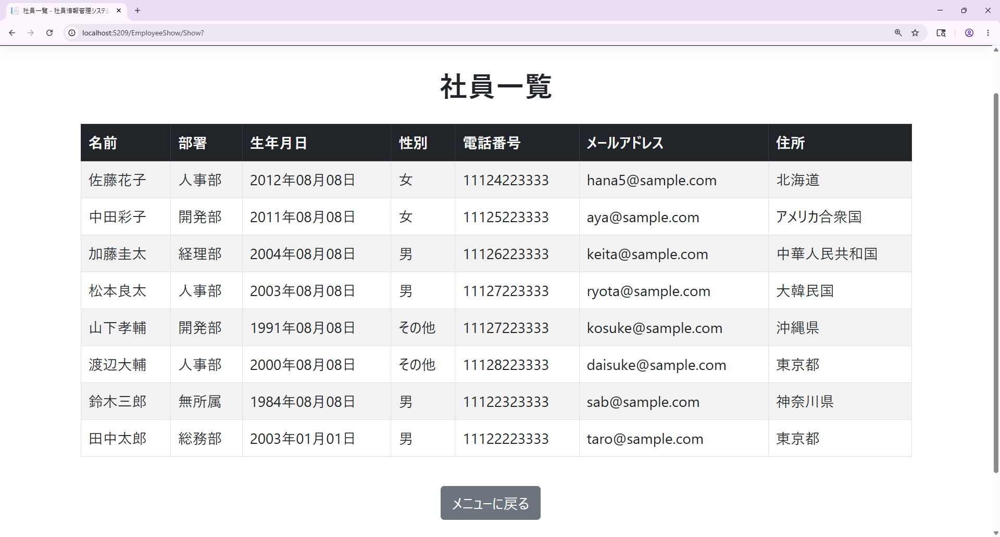 社員一覧 - 社員情報管理システム
localhost:5209/EmployeeShow/Show?
社員一覧
名前 部署 生年月日 性別 電話番号 メールアドレス 住所
佐藤花子 人事部 2012年08月08日 女 11124223333 hana5@sample.com 北海道
中田彩子 開発部 2011年08月08日 女 11125223333 aya@sample.com アメリカ合衆国
加藤圭太 経理部 2004年08月08日 男 11126223333 keita@sample.com 中華人民共和国
松本良太 人事部 2003年08月08日 男 11127223333 ryota@sample.com 大韓民国
山下孝輔 開発部 1991年08月08日 その他 11127223333 kosuke@sample.com 沖縄県
渡辺大輔 人事部 2000年08月08日 その他 11128223333 daisuke@sample.com 東京都
鈴木三郎 無所属 1984年08月08日 男 11122323333 sab@sample.com 神奈川県
田中太郎 総務部 2003年01月01日 男 11122223333 taro@sample.com 東京都
メニューに戻る